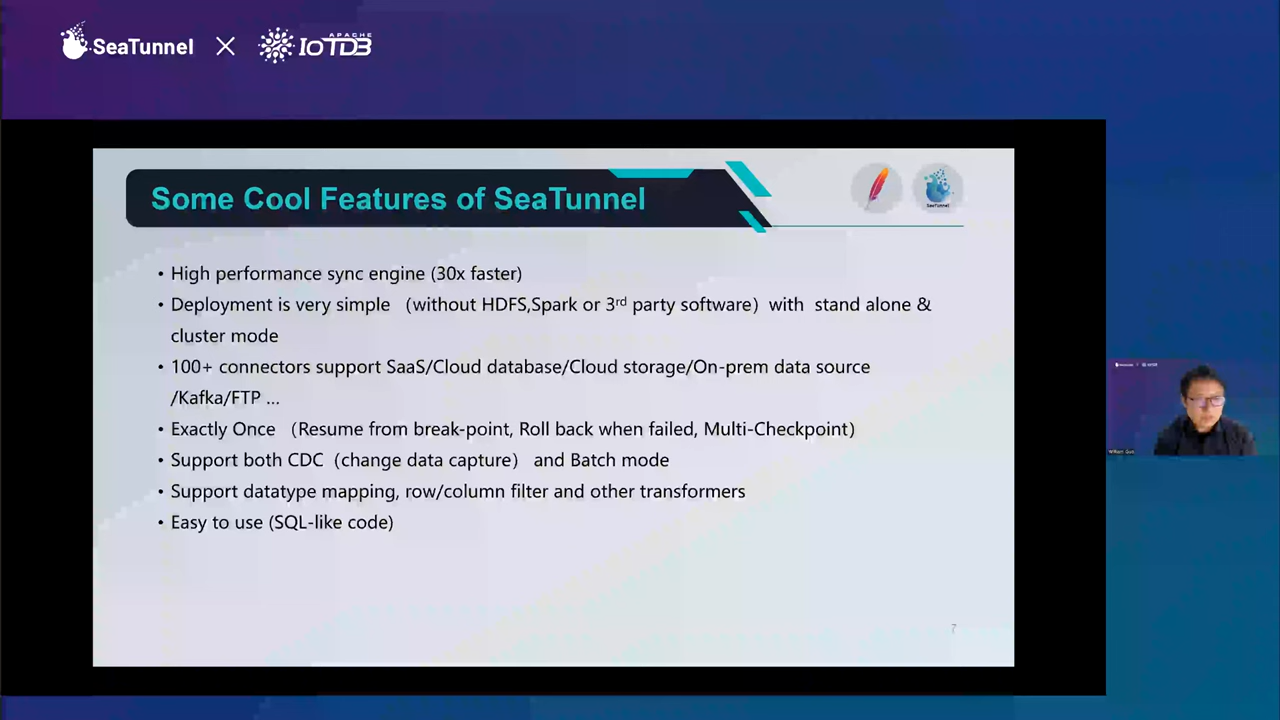 SeaTunnel
APACHE
IoTDB
Some Cool Features of SeaTunnel
SeaTunnel
• High performance sync engine (30x faster)
• Deployment is very simple （without HDFS,Spark or 3rd party software）with stand alone &
cluster mode
• 100+ connectors support SaaS/Cloud database/Cloud storage/On-prem data source
/Kafka/FTP ...
• Exactly Once （Resume from break-point, Roll back when failed, Multi-Checkpoint）
• Support both CDC（change data capture） and Batch mode
• Support datatype mapping, row/column filter and other transformers
• Easy to use (SQL-like code)
7
William Guo